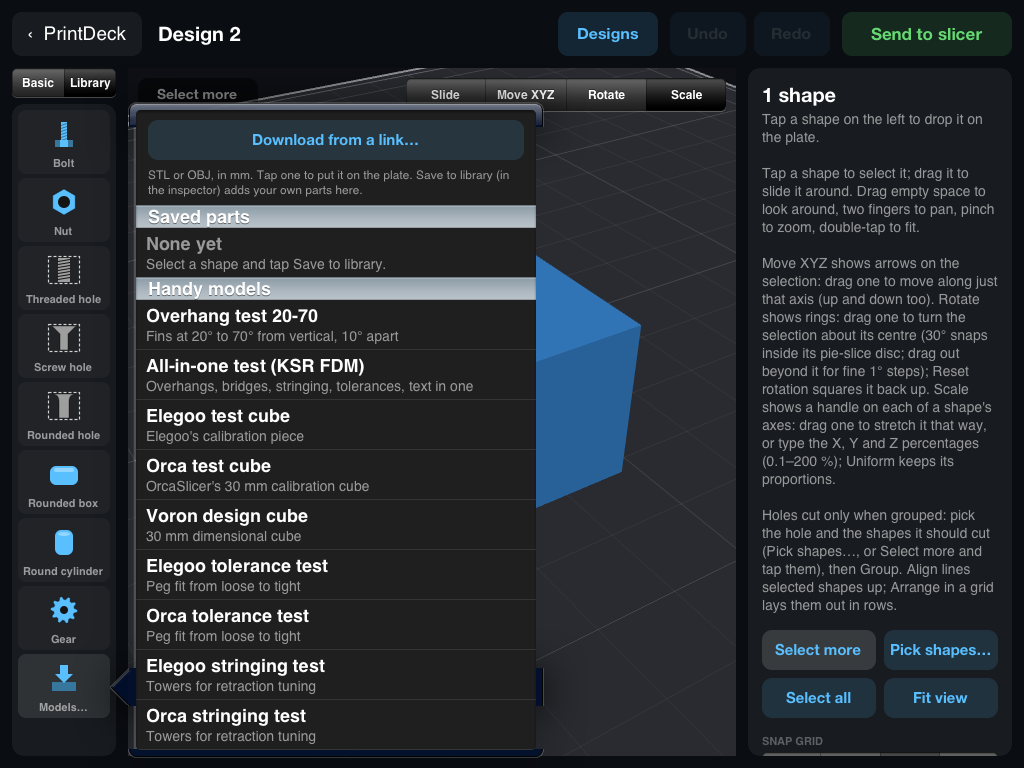 ‹ PrintDeck
Design 2
Designs
Undo
Redo
Send to slicer
Basic
Library
Bolt
Nut
Threaded hole
Screw hole
Rounded hole
Rounded box
Round cylinder
Gear
Models...
Select more
Slide
Move XYZ
Rotate
Scale
Download from a link...
STL or OBJ, in mm. Tap one to put it on the plate. Save to library (in
the inspector) adds your own parts here.
Saved parts
None yet
Select a shape and tap Save to library.
Handy models
Overhang test 20-70
Fins at 20° to 70° from vertical, 10° apart
All-in-one test (KSR FDM)
Overhangs, bridges, stringing, tolerances, text in one
Elegoo test cube
Elegoo's calibration piece
Orca test cube
OrcaSlicer's 30 mm calibration cube
Voron design cube
30 mm dimensional cube
Elegoo tolerance test
Peg fit from loose to tight
Orca tolerance test
Peg fit from loose to tight
Elegoo stringing test
Towers for retraction tuning
Orca stringing test
Towers for retraction tuning
1 shape
Tap a shape on the left to drop it on
the plate.
Tap a shape to select it; drag it to
slide it around. Drag empty space to
look around, two fingers to pan, pinch
to zoom, double-tap to fit.
Move XYZ shows arrows on the
selection: drag one to move along just
that axis (up and down too). Rotate
shows rings: drag one to turn the
selection about its centre (30° snaps
inside its pie-slice disc; drag out
beyond it for fine 1° steps); Reset
rotation squares it back up. Scale
shows a handle on each of a shape's
axes: drag one to stretch it that way,
or type the X, Y and Z percentages
(0.1–200 %); Uniform keeps its
proportions.
Holes cut only when grouped: pick
the hole and the shapes it should cut
(Pick shapes..., or Select more and
tap them), then Group. Align lines
selected shapes up; Arrange in a grid
lays them out in rows.
Select more
Pick shapes...
Select all
Fit view
SNAP GRID